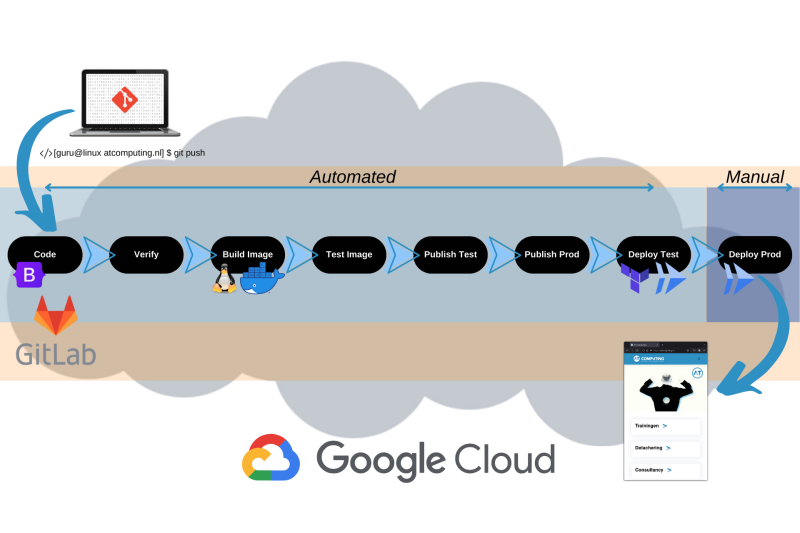 </>[guru@linux atcomputing.nl] $ git push
Automated
Manual
Code
Verify
Build Image
Test Image
Publish Test
Publish Prod
Deploy Test
Deploy Prod
B
GitLab
COMPUTING
AT
Trainingen >
Detachering >
Consultancy >
Google Cloud